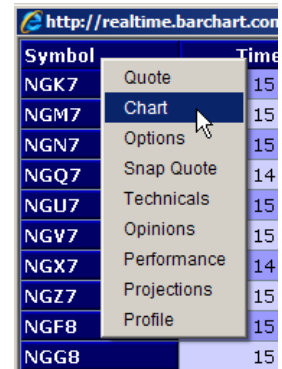 http://realtime.barchart.con
Symbol Time
NGK7 Quote 15
NGM7 Chart 15
NGN7 Options 15
NGQ7 Snap Quote 14
NGU7 Technicals 15
NGV7 Opinions 15
NGX7 Performance 14
NGZ7 Projections 15
NGF8 Profile 15
NGG8 15